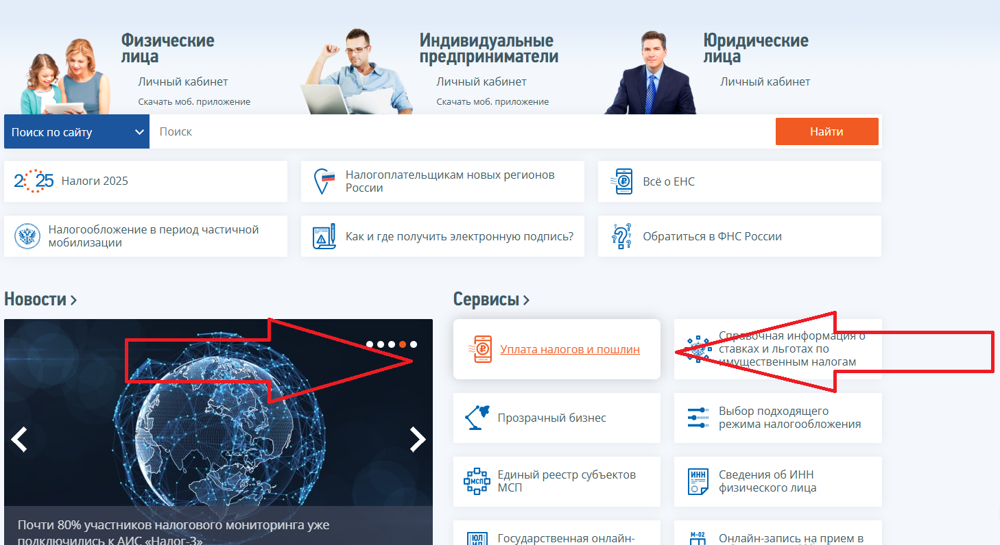 Физические
лица
Личный кабинет
Скачать моб. приложение
Индивидуальные
предприниматели
Личный кабинет
Скачать моб. приложение
Юридические
лица
Личный кабинет
Поиск по сайту
Поиск
Найти
2025
Налоги 2025
Налогоплательщикам новых регионов
России
Всё о ЕНС
Налогообложение в период частичной
мобилизации
Как и где получить электронную подпись?
Обратиться в ФНС России
Новости
Почти 80% участников налогового мониторинга уже
подключились к АИС «Налог-3»
Сервисы
Уплата налогов и пошлин
Справочная информация о
ставках и льготах по
имущественным налогам
Прозрачный бизнес
Выбор подходящего
режима налогообложения
МСП
Единый реестр субъектов
МСП
ИНН
Сведения об ИНН
физического лица
ЮЛ
ИП
Государственная онлайн-
М-02
Онлайн-запись на прием в